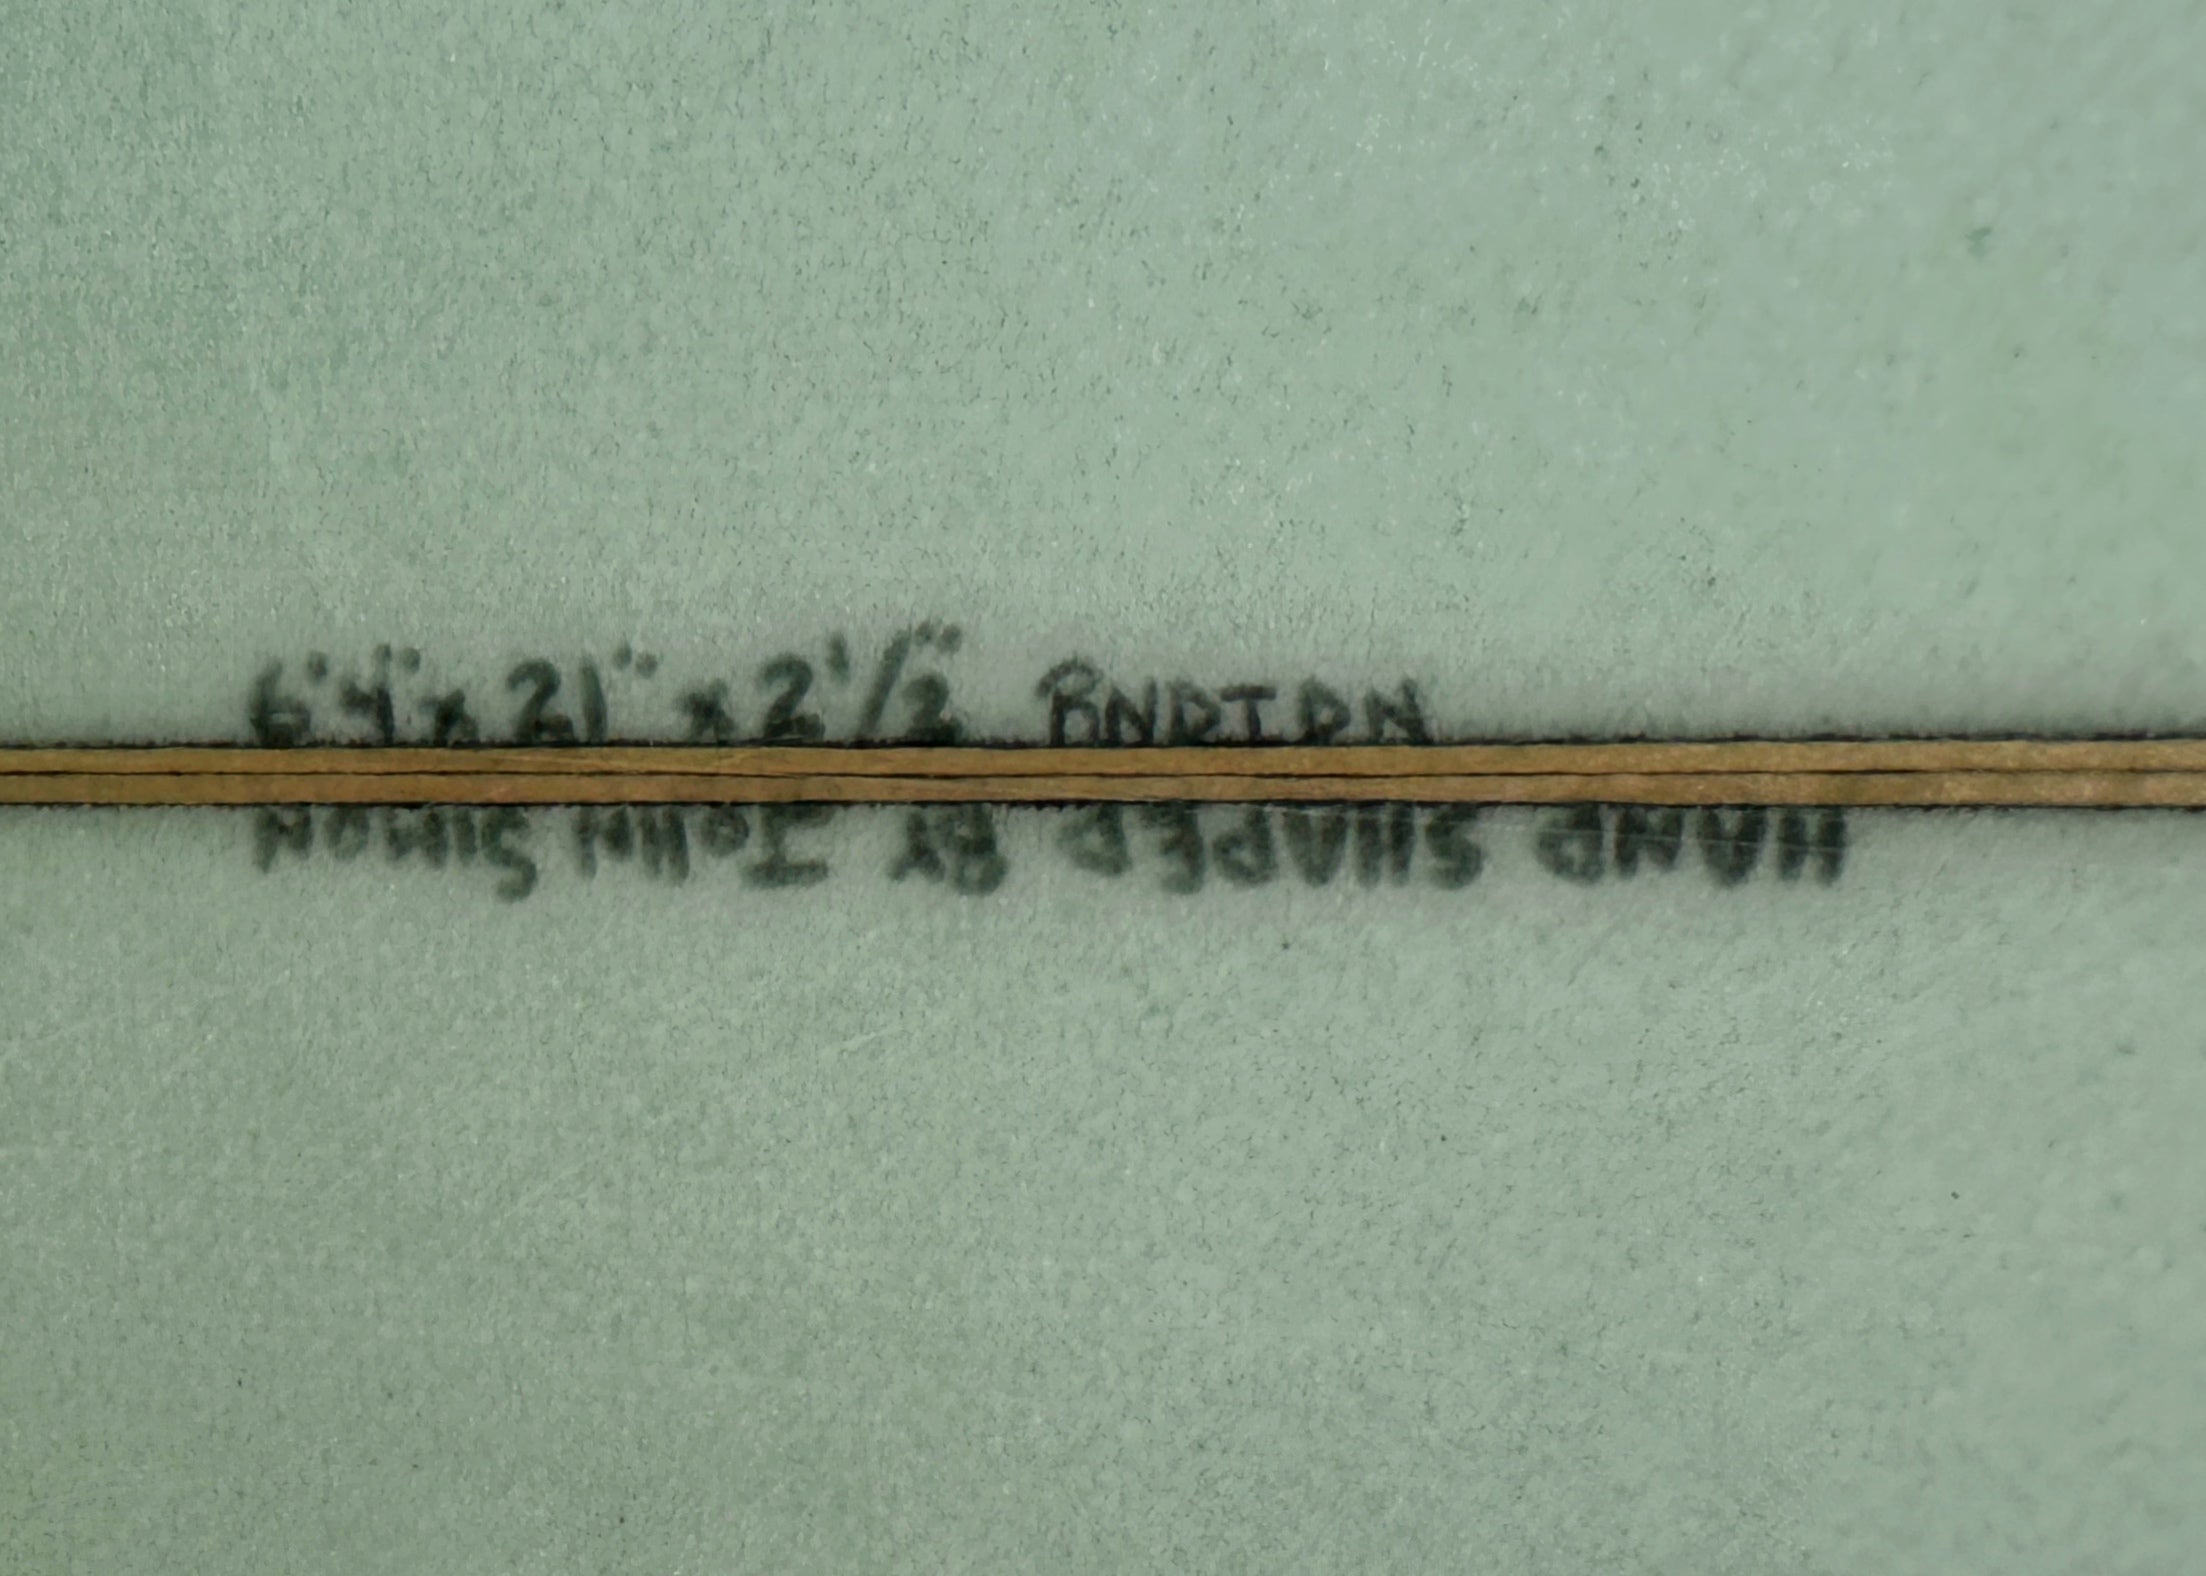 6'4" x 21" x 2 1/2"
HAND SHAPED BY JOHN SIMON